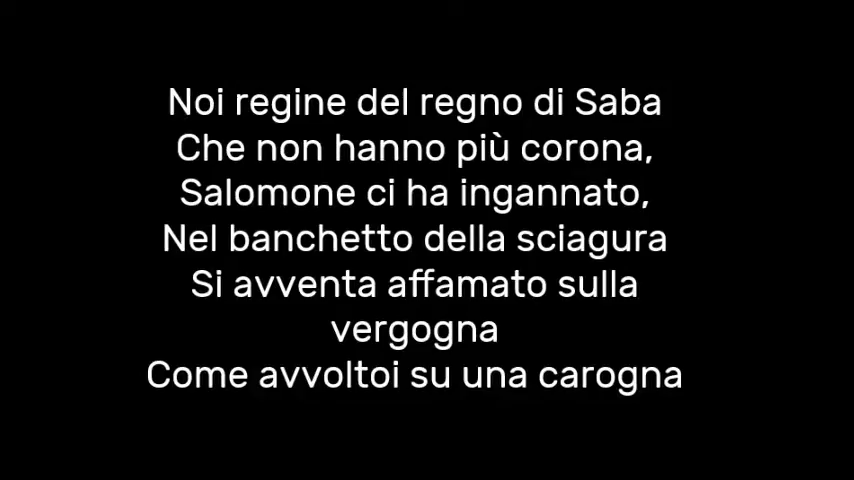 Noi regine del regno di Saba
Che non hanno più corona,
Salomone ci ha ingannato,
Nel banchetto della sciagura
Si avventa affamato sulla
vergogna
Come avvoltoi su una carogna